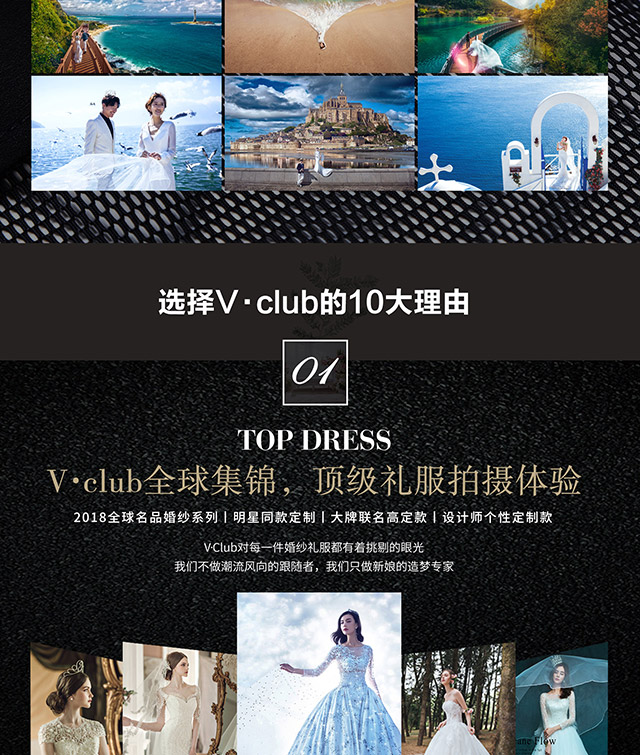 选择V·club的10大理由
01
TOP DRESS
V·club全球集锦，顶级礼服拍摄体验
2018全球名品婚纱系列丨明星同款定制丨大牌联名高定款丨设计师个性定制款
V·Club对每一件婚纱礼服都有着挑剔的眼光
我们不做潮流风向的跟随者，我们只做新娘的造梦专家